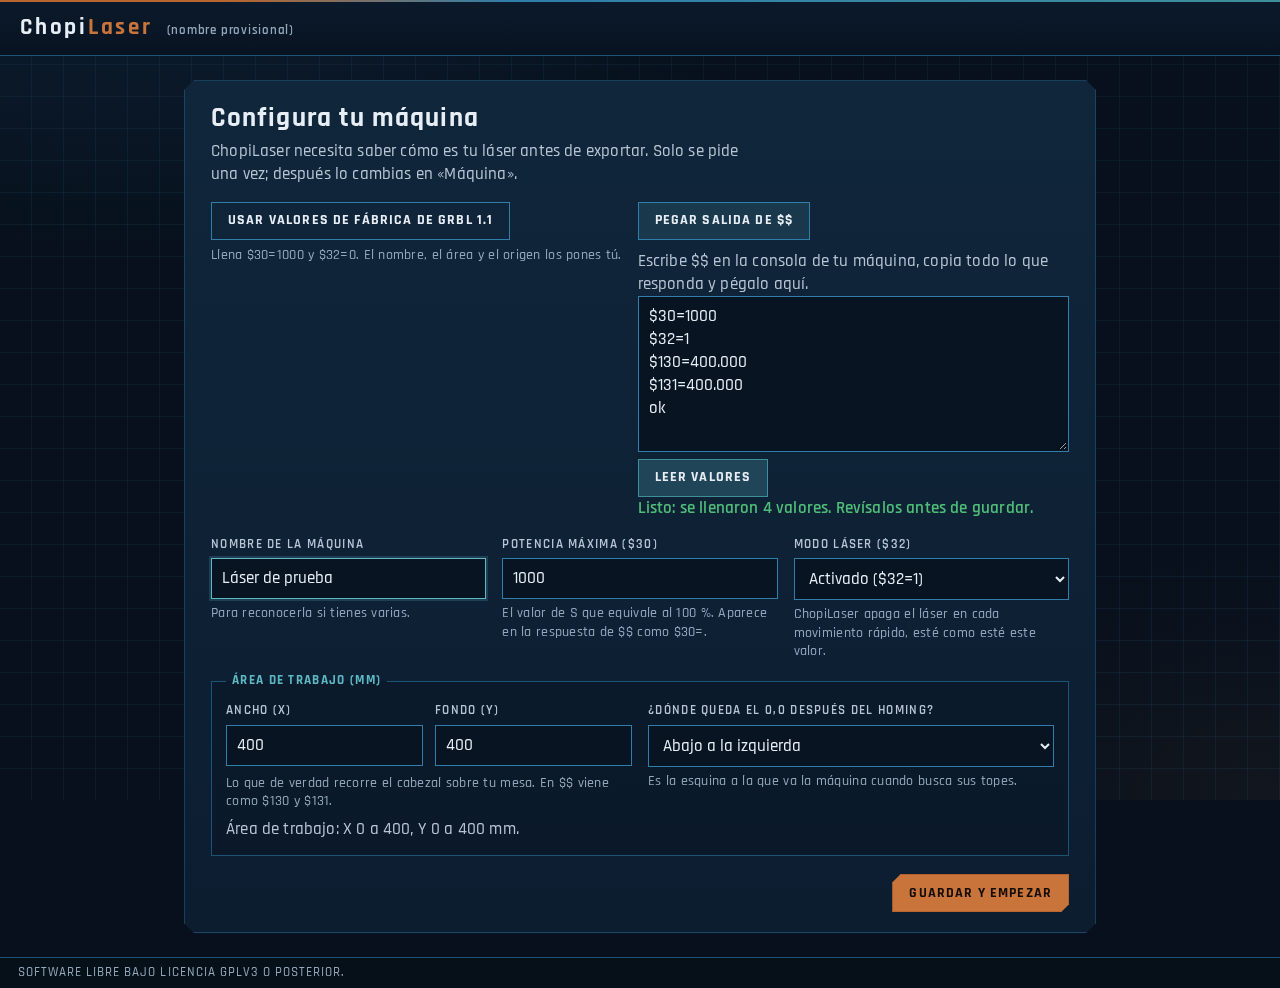 ChopiLaser (nombre provisional)
Configura tu máquina
ChopiLaser necesita saber cómo es tu láser antes de exportar. Solo se pide
una vez; después lo cambias en «Máquina».
USAR VALORES DE FÁBRICA DE GRBL 1.1
Llena $30=1000 y $32=0. El nombre, el área y el origen los pones tú.
PEGAR SALIDA DE $$
Escribe $$ en la consola de tu máquina, copia todo lo que
responda y pégalo aquí.
$30=1000
$32=1
$130=400.000
$131=400.000
ok
LEER VALORES
Listo: se llenaron 4 valores. Revísalos antes de guardar.
NOMBRE DE LA MÁQUINA
Láser de prueba
Para reconocerla si tienes varias.
POTENCIA MÁXIMA ($30)
1000
El valor de S que equivale al 100 %. Aparece
en la respuesta de $$ como $30=.
MODO LÁSER ($32)
Activado ($32=1)
ChopiLaser apaga el láser en cada
movimiento rápido, esté como esté este
valor.
ÁREA DE TRABAJO (MM)
ANCHO (X)
400
FONDO (Y)
400
Lo que de verdad recorre el cabezal sobre tu mesa. En $$ viene
como $130 y $131.
¿DÓNDE QUEDA EL 0,0 DESPUÉS DEL HOMING?
Abajo a la izquierda
Es la esquina a la que va la máquina cuando busca sus topes.
Área de trabajo: X 0 a 400, Y 0 a 400 mm.
GUARDAR Y EMPEZAR
SOFTWARE LIBRE BAJO LICENCIA GPLV3 O POSTERIOR.